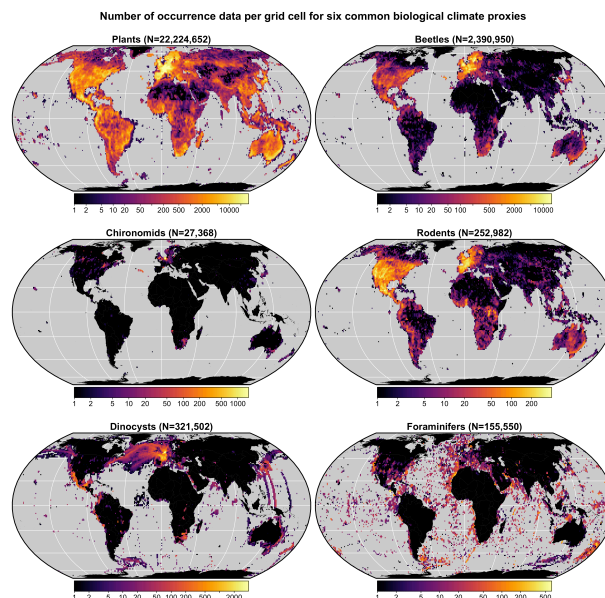 Number of occurrence data per grid cell for six common biological climate proxies
Plants (N=22,224,652)
Beetles (N=2,390,950)
1 2 5 10 20 50 200 500 2000 10000
1 2 5 10 20 50 200 500 2000 10000
Chironomids (N=27,368)
Rodents (N=252,982)
1 2 5 10 20 50 100 200 500 1000
1 2 5 10 20 50 100 200
Dinocysts (N=321,502)
Foraminifers (N=155,550)
1 2 5 10 20 50 200 500 2000
1 2 5 10 20 50 100 200 500